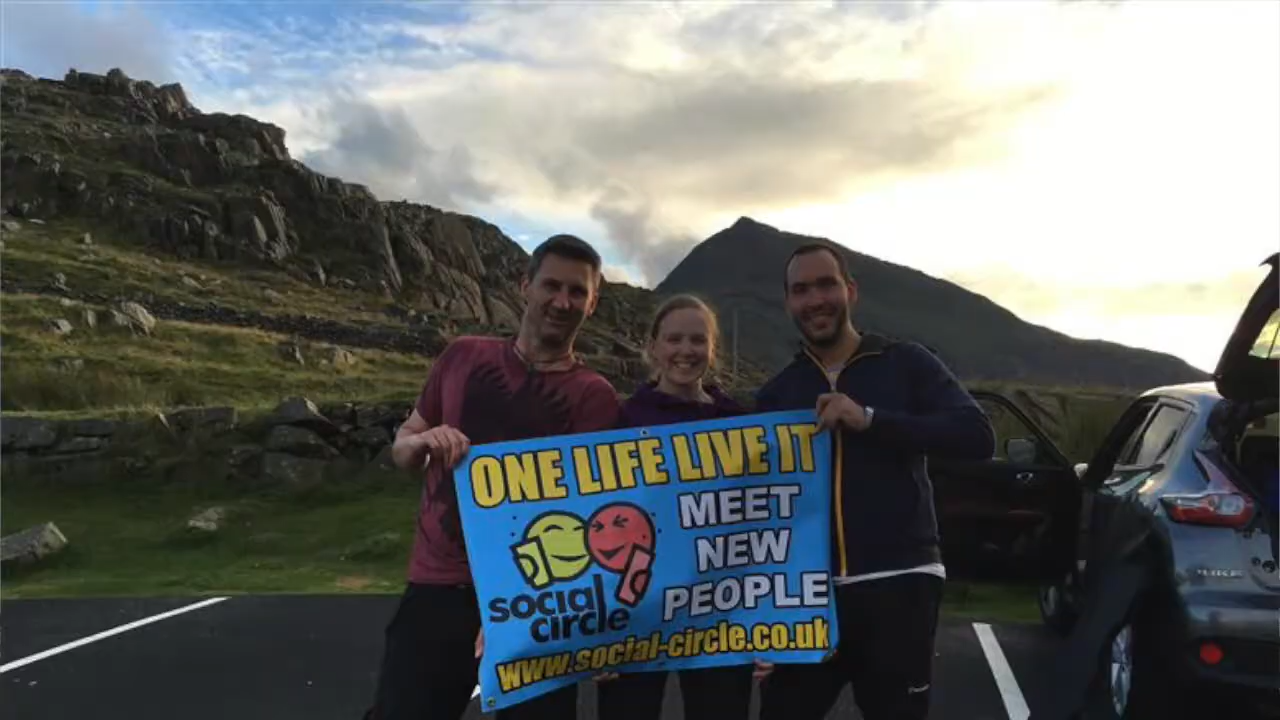 ONE LIFE LIVE IT
MEET
NEW
PEOPLE
social
circle
www.social-circle.co.uk